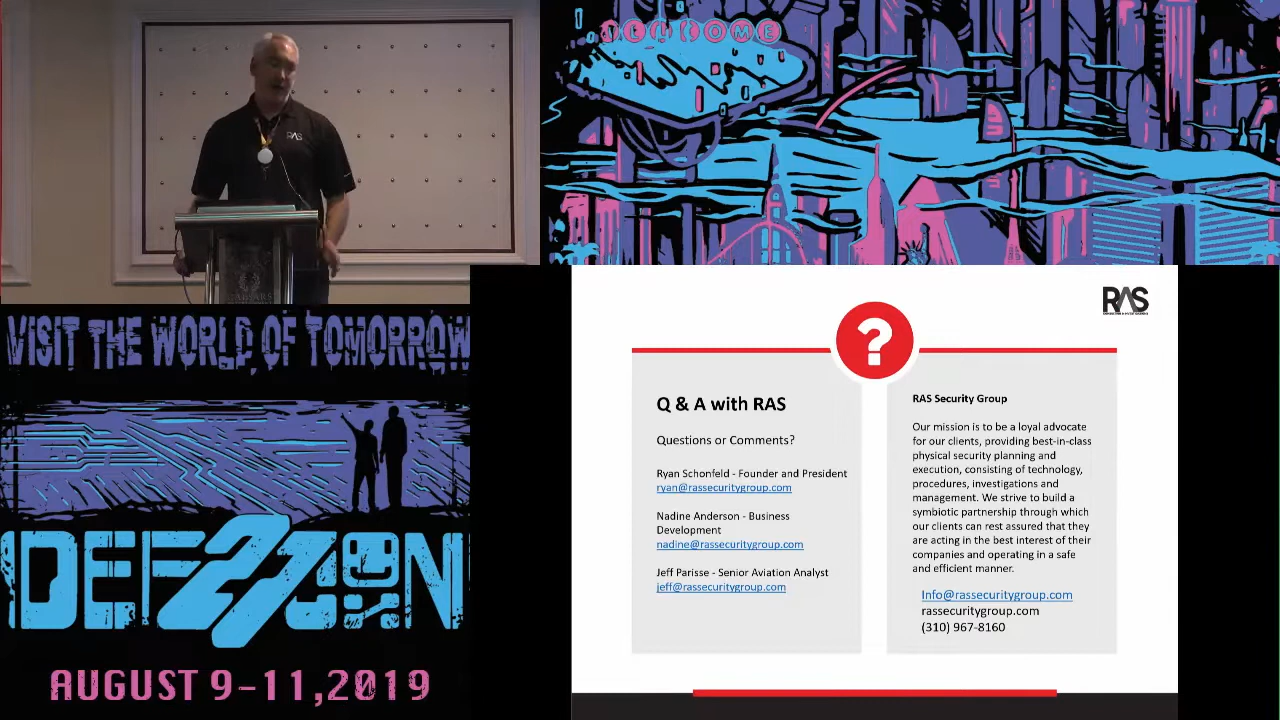 WELCOME
RAS
CAESARS
VISIT THE WORLD OF TOMORROW
DEF CON
27
AUGUST 9-11,2019
RAS
Q & A with RAS
Questions or Comments?
Ryan Schonfeld - Founder and President
ryan@rassecuritygroup.com
Nadine Anderson - Business
Development
nadine@rassecuritygroup.com
Jeff Parisse - Senior Aviation Analyst
jeff@rassecuritygroup.com
RAS Security Group
Our mission is to be a loyal advocate
for our clients, providing best-in-class
physical security planning and
execution, consisting of technology,
procedures, investigations and
management. We strive to build a
symbiotic partnership through which
our clients can rest assured that they
are acting in the best interest of their
companies and operating in a safe
and efficient manner.
Info@rassecuritygroup.com
rassecuritygroup.com
(310) 967-8160